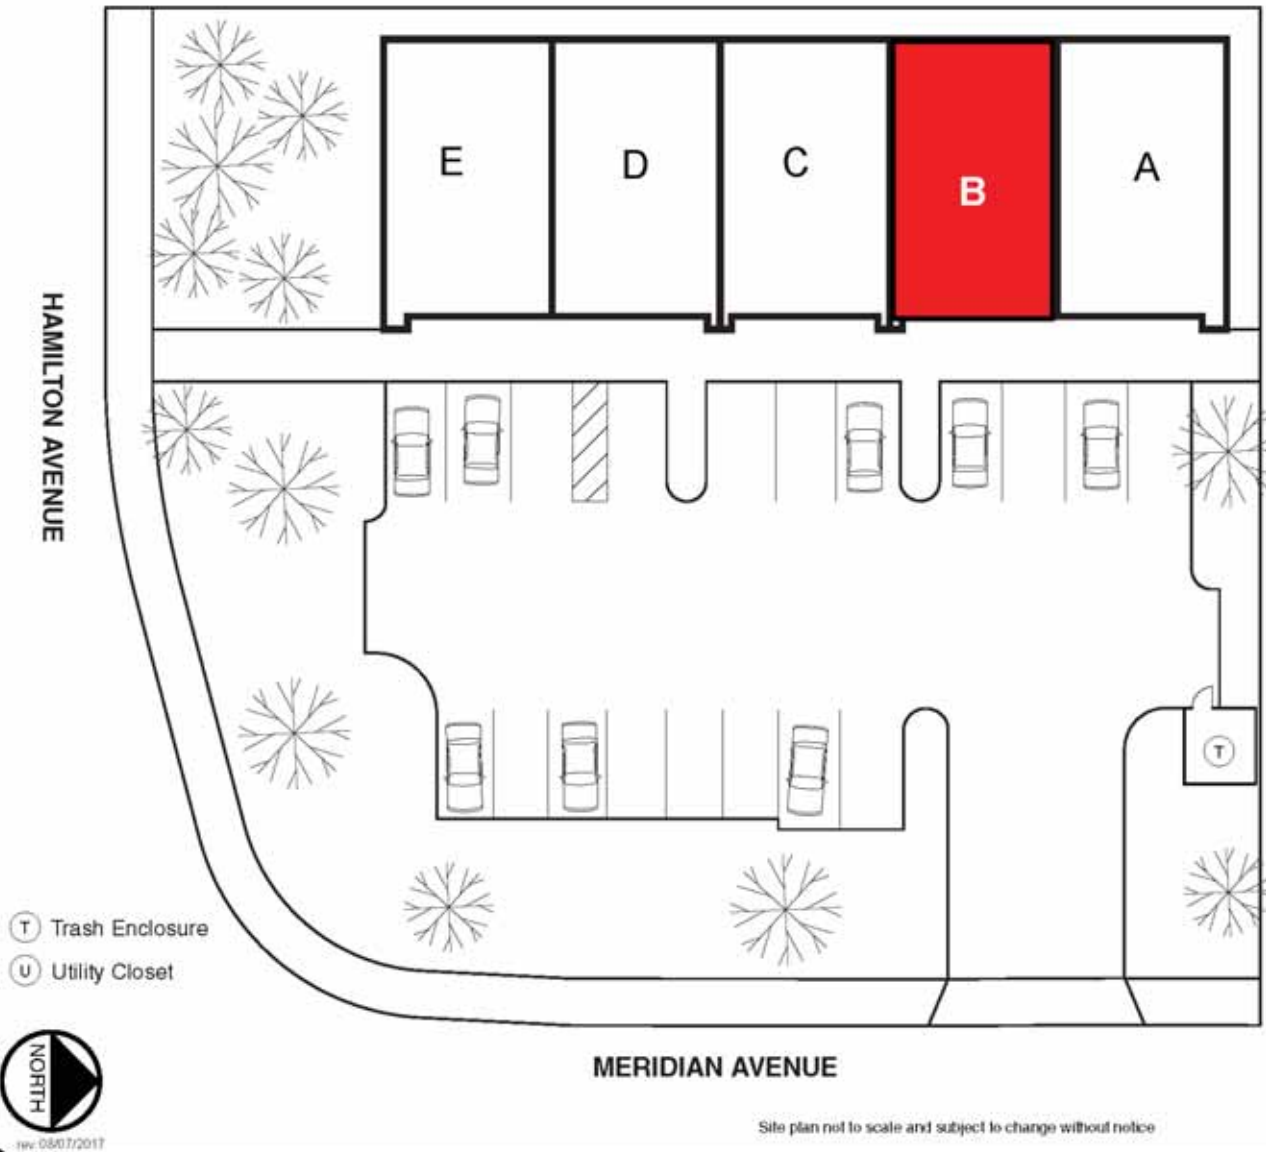 E
D
C
B
A
HAMILTON AVENUE
T
T Trash Enclosure
U Utility Closet
NORTH
MERIDIAN AVENUE
Site plan not to scale and subject to change without notice
rev. 08/07/2017